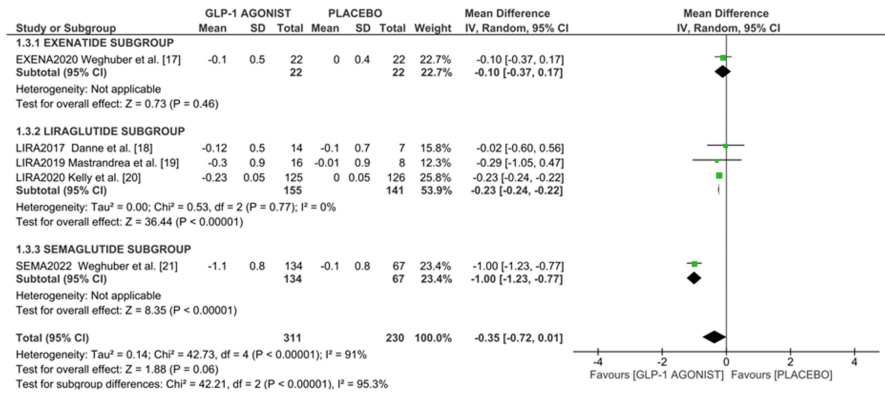 GLP-1 AGONIST PLACEBO Mean Difference Mean Difference
Study or Subgroup Mean SD Total Mean SD Total Weight IV, Random, 95% CI IV, Random, 95% CI
1.3.1 EXENATIDE SUBGROUP
EXENA2020 Weghuber et al. [17] -0.1 0.5 22 0 0.4 22 22.7% -0.10 [-0.37, 0.17]
Subtotal (95% CI) 22 22 22.7% -0.10 [-0.37, 0.17]
Heterogeneity: Not applicable
Test for overall effect: Z = 0.73 (P = 0.46)
1.3.2 LIRAGLUTIDE SUBGROUP
LIRA2017 Danne et al. [18] -0.12 0.5 14 -0.1 0.7 7 15.8% -0.02 [-0.60, 0.56]
LIRA2019 Mastrandrea et al. [19] -0.3 0.9 16 -0.01 0.9 8 12.3% -0.29 [-1.05, 0.47]
LIRA2020 Kelly et al. [20] -0.23 0.05 125 0 0.05 126 25.8% -0.23 [-0.24, -0.22]
Subtotal (95% CI) 155 141 53.9% -0.23 [-0.24, -0.22]
Heterogeneity: Tau² = 0.00; Chi² = 0.53, df = 2 (P = 0.77); I² = 0%
Test for overall effect: Z = 36.44 (P < 0.00001)
1.3.3 SEMAGLUTIDE SUBGROUP
SEMA2022 Weghuber et al. [21] -1.1 0.8 134 -0.1 0.8 67 23.4% -1.00 [-1.23, -0.77]
Subtotal (95% CI) 134 67 23.4% -1.00 [-1.23, -0.77]
Heterogeneity: Not applicable
Test for overall effect: Z = 8.35 (P < 0.00001)
Total (95% CI) 311 230 100.0% -0.35 [-0.72, 0.01]
Heterogeneity: Tau² = 0.14; Chi² = 42.73, df = 4 (P < 0.00001); I² = 91%
Test for overall effect: Z = 1.88 (P = 0.06)
Test for subgroup differences: Chi² = 42.21, df = 2 (P < 0.00001), I² = 95.3%
-4 -2 0 2 4
Favours [GLP-1 AGONIST] Favours [PLACEBO]